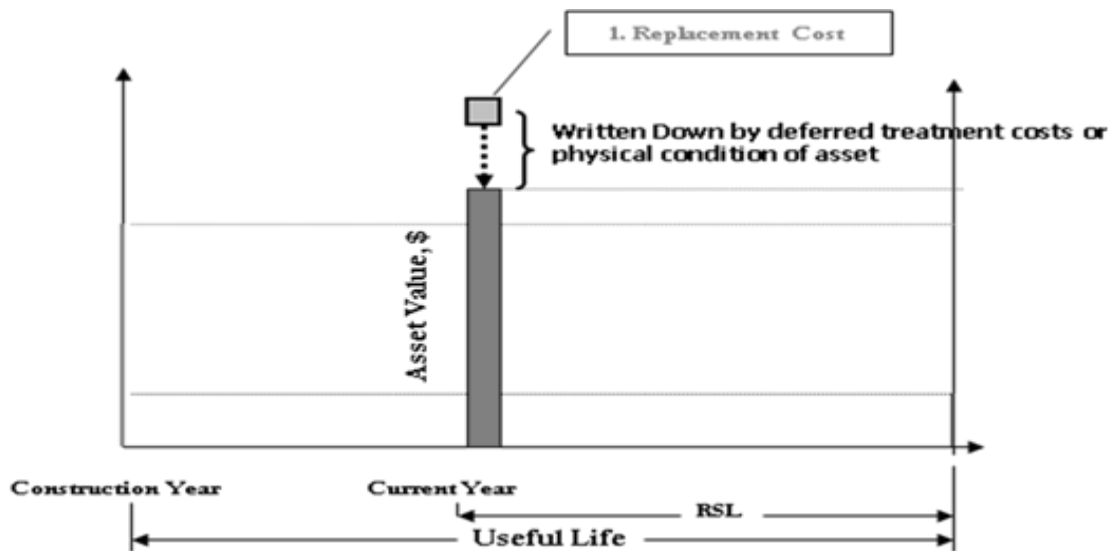 1. Replacement Cost
Written Down by deferred treatment costs or
physical condition of asset
Asset Value, $
Construction Year
Current Year
RSL
Useful Life